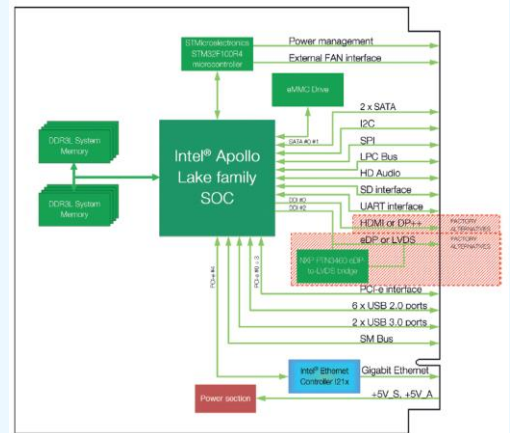 STMicroelectronics
STM32F100R4
microcontroller
Power management
External FAN interface
eMMC Drive
DDR3L System
Memory
DDR3L System
Memory
Intel® Apollo
Lake family
SOC
SATA #0 #1
2 x SATA
I2C
SPI
LPC Bus
HD Audio
SD interface
UART interface
DDI #0
DDI #2
HDMI or DP++
FACTORY
ALTERNATIVES
eDP or LVDS
FACTORY
ALTERNATIVES
NXP PTN3460 eDP-
to-LVDS bridge
PCI-e #4
PCI-e interface
6 x USB 2.0 ports
2 x USB 3.0 ports
SM Bus
Intel® Ethernet
Controller I21x
Gigabit Ethernet
Power section
+5V_S, +5V_A